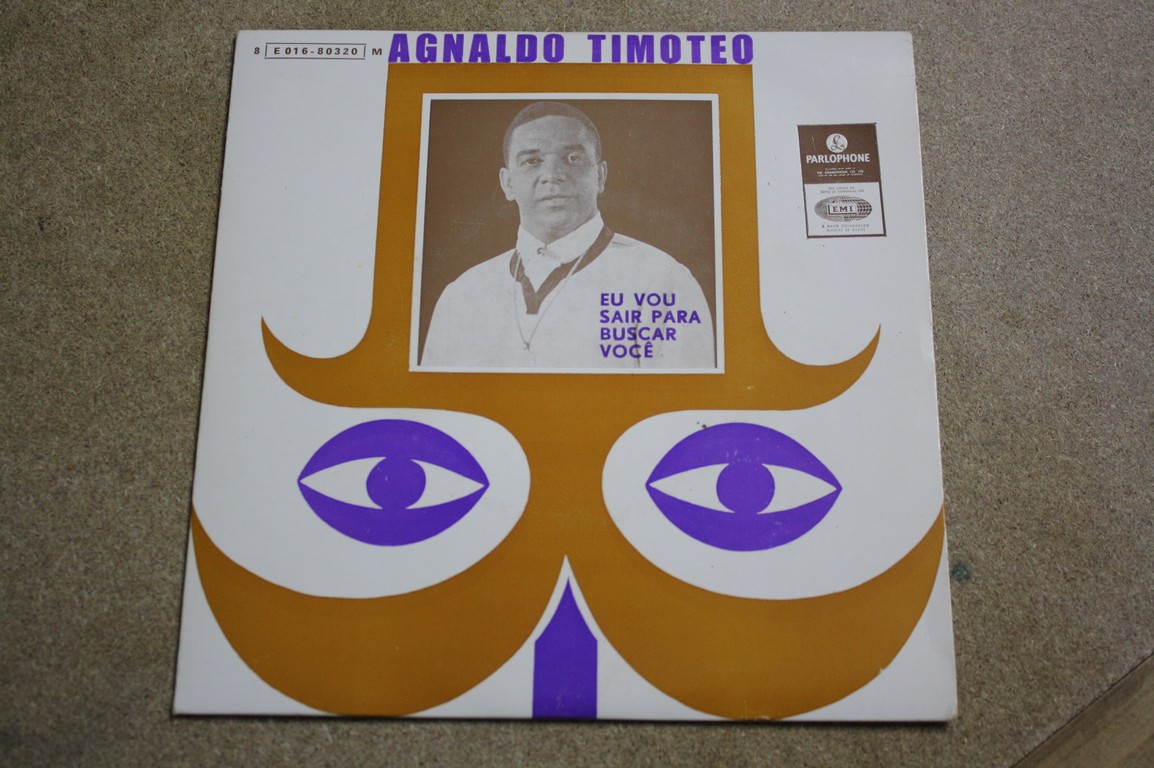 8 E 016-80320 M
AGNALDO TIMOTEO
PARLOPHONE
EMI
EU VOU
SAIR PARA
BUSCAR
VOCÊ